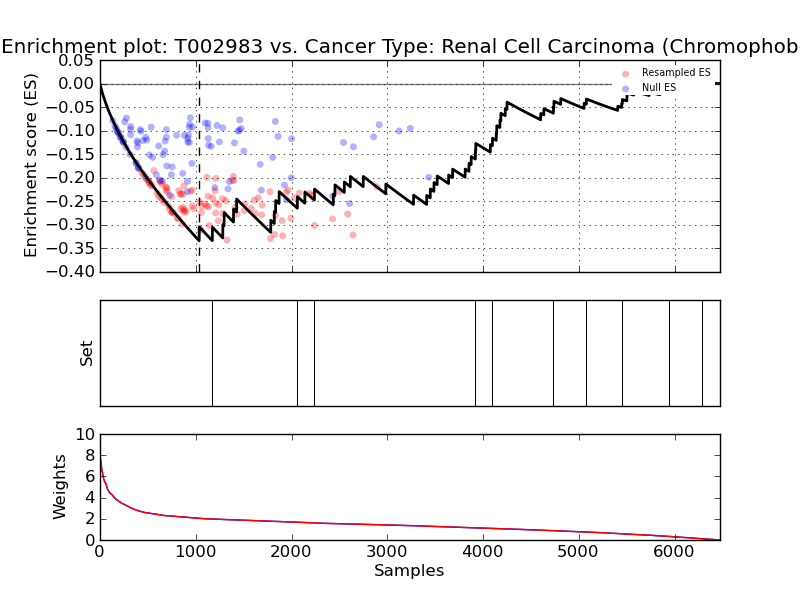 Enrichment plot: T002983 vs. Cancer Type: Renal Cell Carcinoma (Chromophob
0.05
0.00
−0.05
−0.10
−0.15
−0.20
−0.25
−0.30
−0.35
−0.40
Enrichment score (ES)
Resampled ES
Null ES
Set
10
8
6
4
2
0
Weights
0 1000 2000 3000 4000 5000 6000
Samples